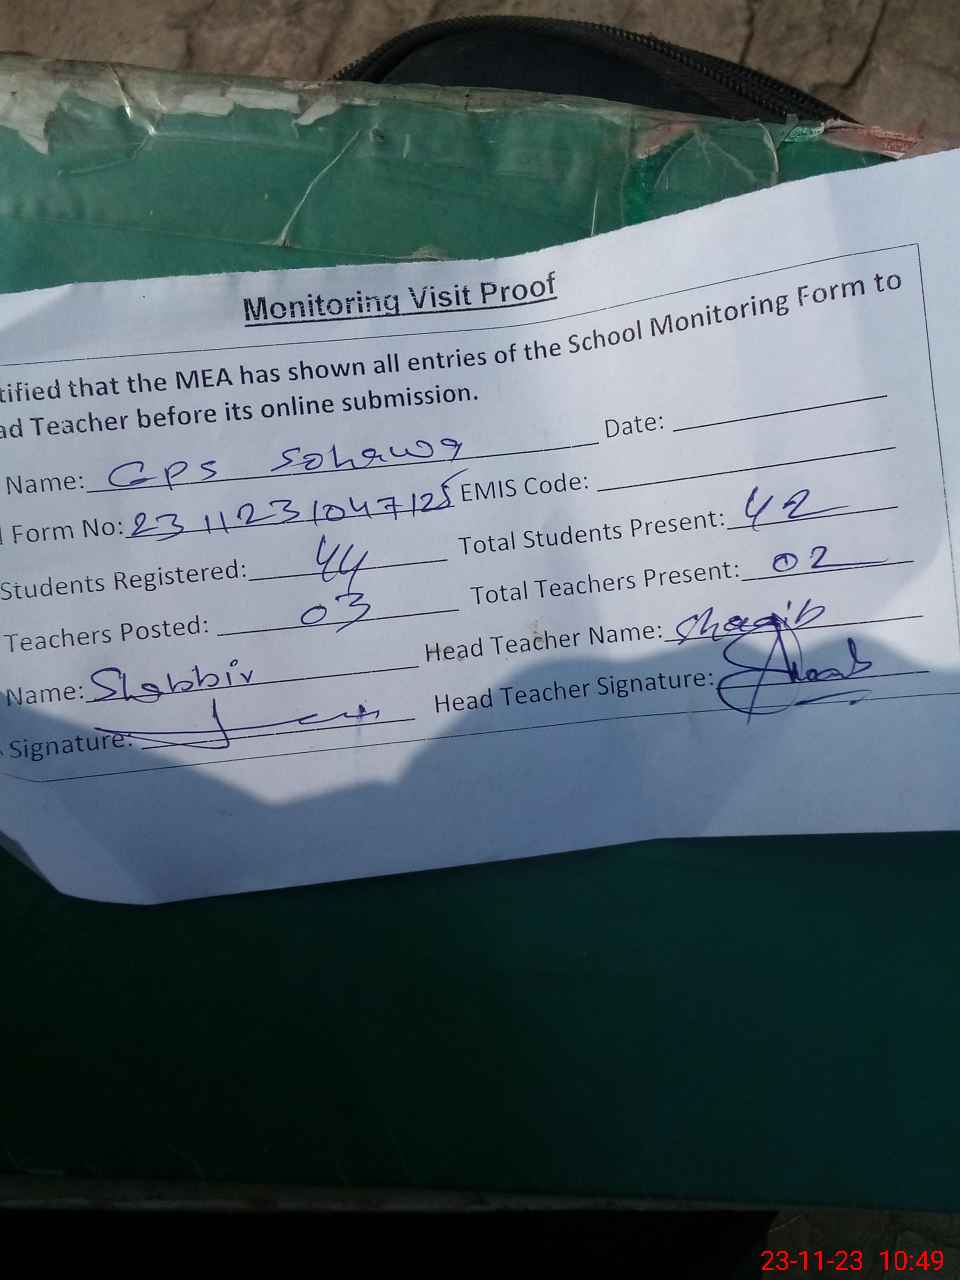 Monitoring Visit Proof
tified that the MEA has shown all entries of the School Monitoring Form to
ad Teacher before its online submission.
Name: GPS Sohawa Date:
Form No: 2311231047125 EMIS Code:
Students Registered: 44 Total Students Present: 42
Teachers Posted: 03 Total Teachers Present: 02
Name: Shabbir Head Teacher Name:
Signature: Head Teacher Signature:
23-11-23 10:49